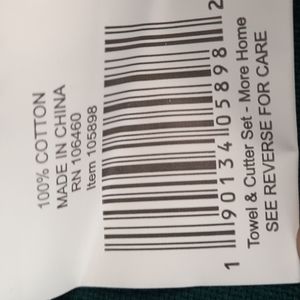 100% COTTON
MADE IN CHINA
RN 106460
Item 105898
1 90134 05898 2
Towel & Cutter Set - More Home
SEE REVERSE FOR CARE